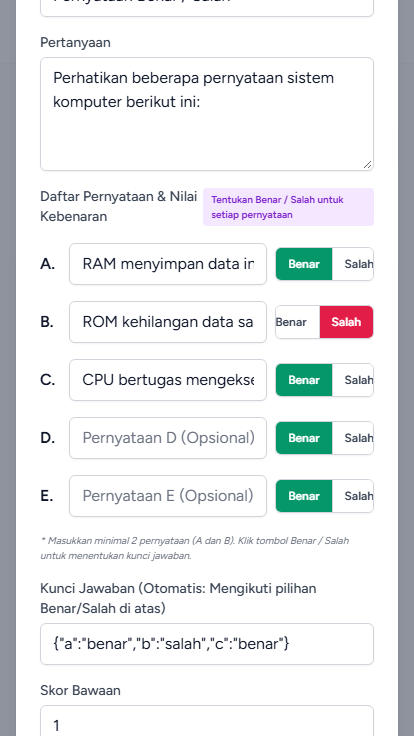 Pertanyaan
Perhatikan beberapa pernyataan sistem
komputer berikut ini:
Daftar Pernyataan & Nilai
Kebenaran
Tentukan Benar / Salah untuk
setiap pernyataan
A. RAM menyimpan data Benar Salah
B. ROM kehilangan data sa Benar Salah
C. CPU bertugas mengekse Benar Salah
D. Pernyataan D (Opsional) Benar Salah
E. Pernyataan E (Opsional) Benar Salah
* Masukkan minimal 2 pernyataan (A dan B). Klik tombol Benar / Salah
untuk menentukan kunci jawaban.
Kunci Jawaban (Otomatis: Mengikuti pilihan
Benar/Salah di atas)
{"a":"benar","b":"salah","c":"benar"}
Skor Bawaan
1